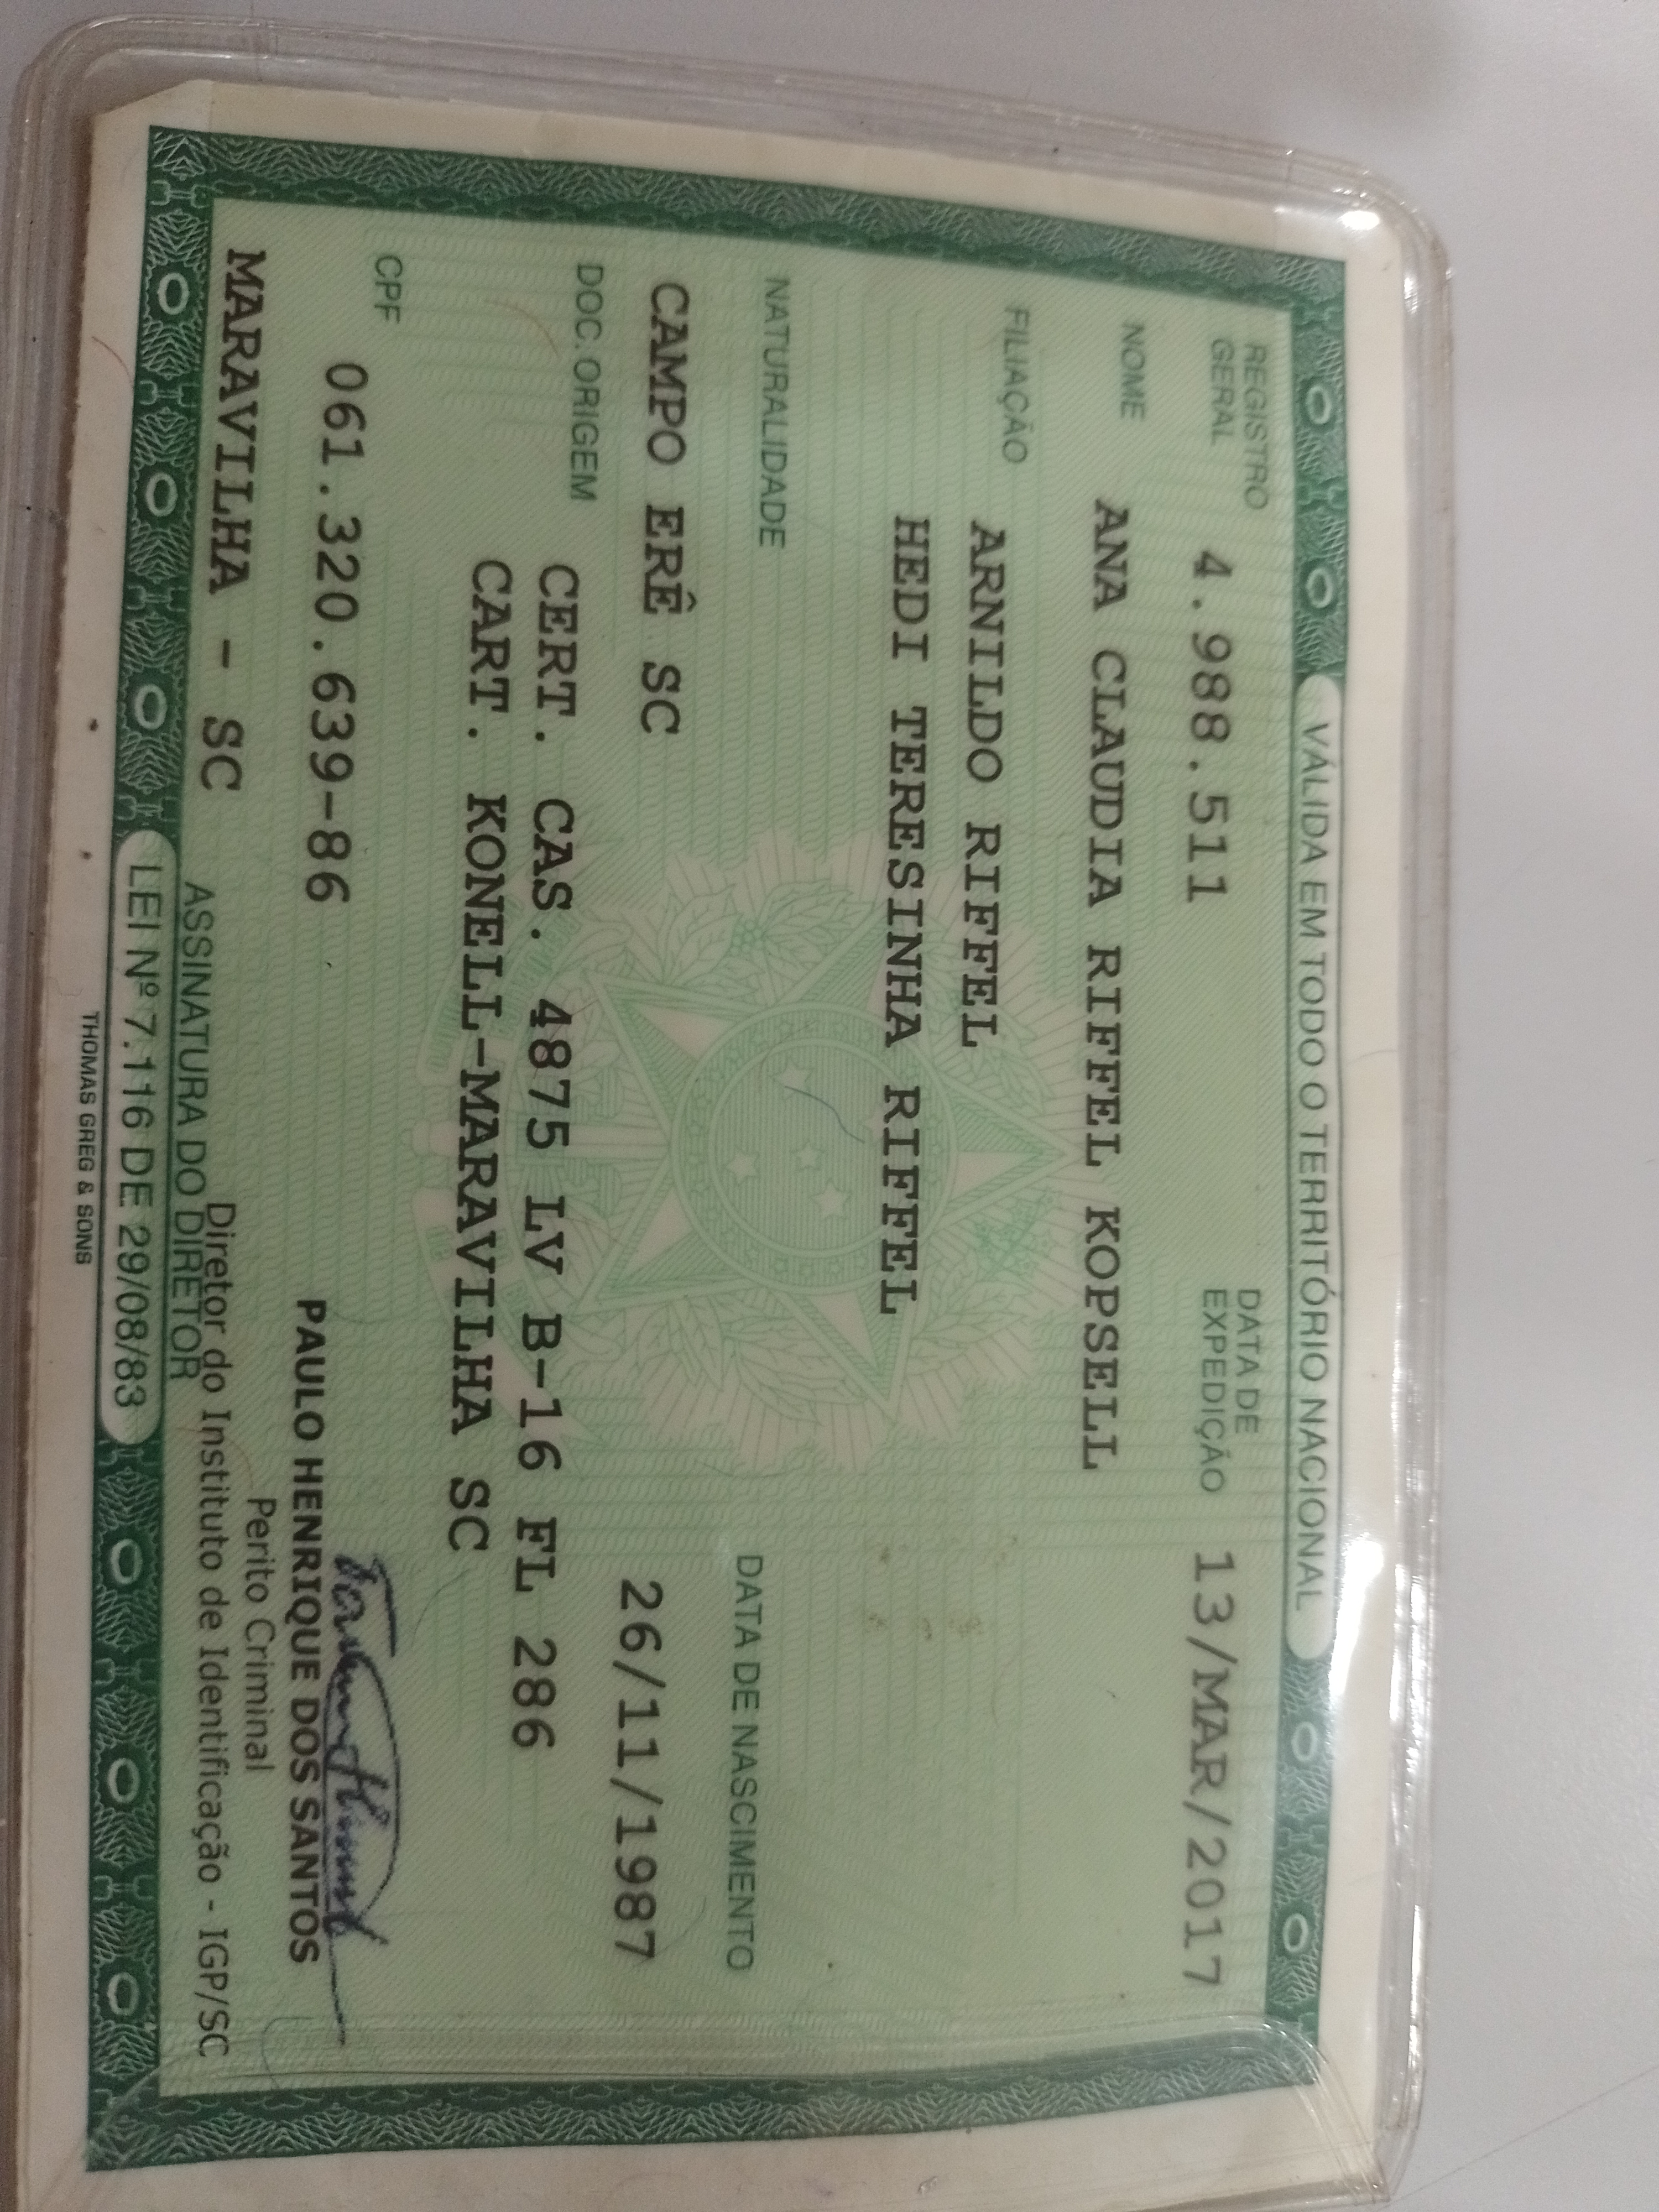 VÁLIDA EM TODO O TERRITÓRIO NACIONAL
REGISTRO GERAL 4.988.511 DATA DE EXPEDIÇÃO 13/MAR/2017
NOME ANA CLAUDIA RIFFEL KOPSELL
FILIAÇÃO ARNILDO RIFFEL
HEDI TERESINHA RIFFEL
NATURALIDADE DATA DE NASCIMENTO
CAMPO ERÊ SC 26/11/1987
DOC. ORIGEM CERT. CAS. 4875 LV B-16 FL 286
CART. KONELL-MARAVILHA SC
CPF 061.320.639-86
PAULO HENRIQUE DOS SANTOS
Perito Criminal
MARAVILHA - SC Diretor do Instituto de Identificação - IGP/SC
ASSINATURA DO DIRETOR
LEI Nº 7.116 DE 29/08/83
THOMAS GREG & SONS